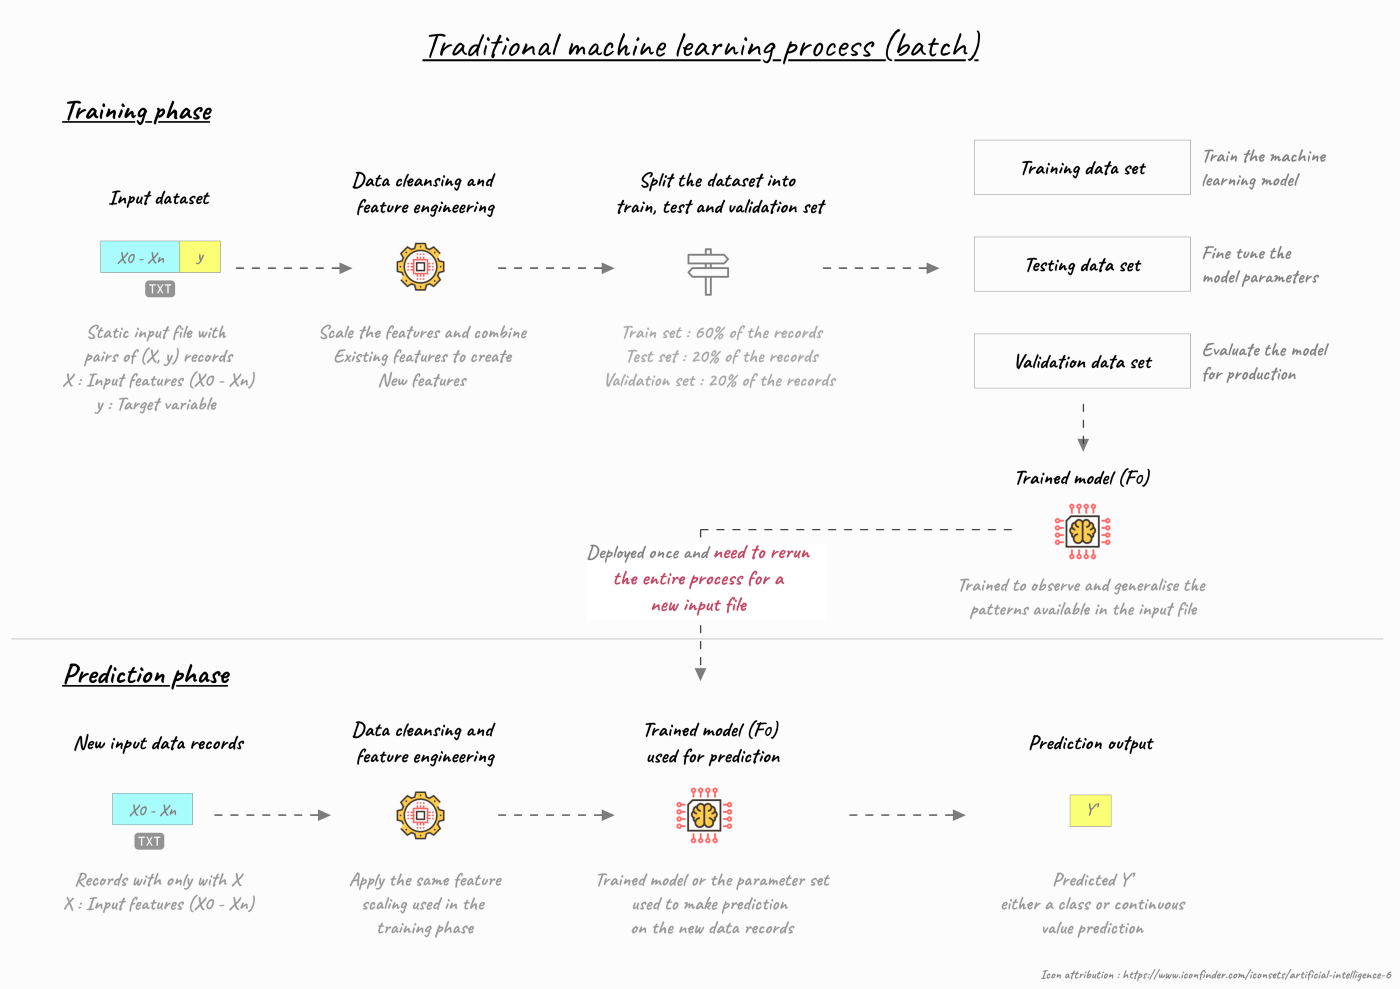 Traditional machine learning process (batch)
Training phase
Input dataset
X0 - Xn
y
TXT
Static input file with
pairs of (X, y) records
X : Input features (X0 - Xn)
y : Target variable
Data cleansing and
feature engineering
Scale the features and combine
Existing features to create
New features
Split the dataset into
train, test and validation set
Train set : 60% of the records
Test set : 20% of the records
Validation set : 20% of the records
Training data set
Train the machine
learning model
Testing data set
Fine tune the
model parameters
Validation data set
Evaluate the model
for production
Trained model (F0)
Trained to observe and generalise the
patterns available in the input file
Deployed once and need to rerun
the entire process for a
new input file
Prediction phase
New input data records
X0 - Xn
TXT
Records with only with X
X : Input features (X0 - Xn)
Data cleansing and
feature engineering
Apply the same feature
scaling used in the
training phase
Trained model (F0)
used for prediction
Trained model or the parameter set
used to make prediction
on the new data records
Prediction output
Y'
Predicted Y'
either a class or continuous
value prediction
Icon attribution : https://www.iconfinder.com/iconsets/artificial-intelligence-6